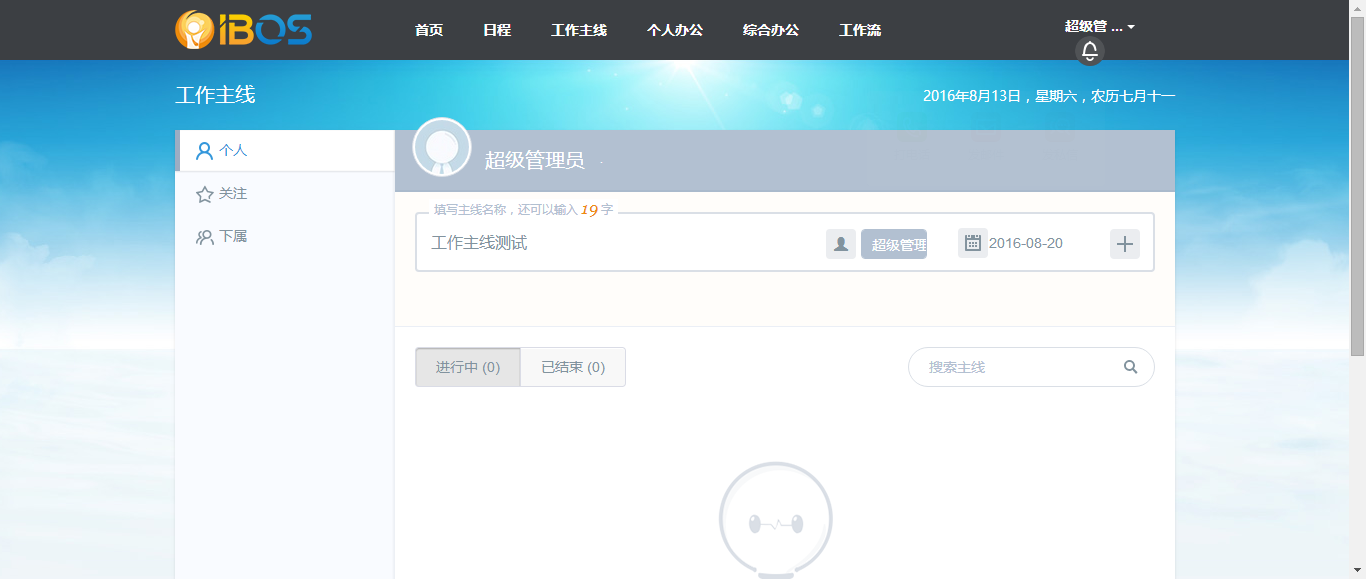 IBOS 首页 日程 工作主线 个人办公 综合办公 工作流 超级管 ...
工作主线 2016年8月13日，星期六，农历七月十一
个人
关注
下属
超级管理员
填写主线名称，还可以输入 19 字
工作主线测试 超级管理 2016-08-20
进行中 (0) 已结束 (0) 搜索主线